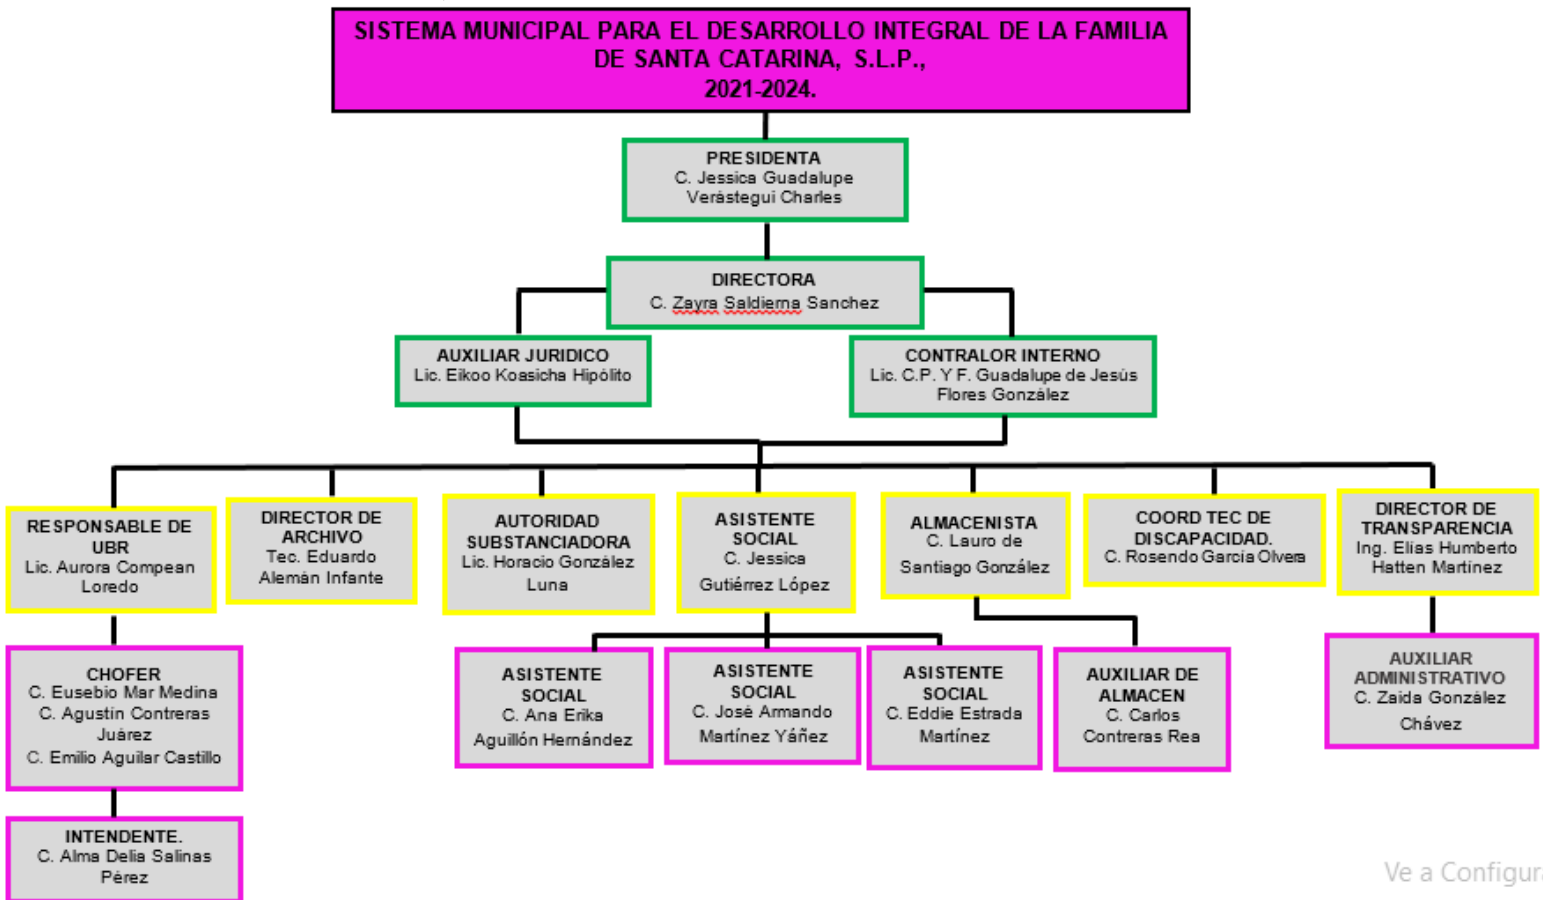 SISTEMA MUNICIPAL PARA EL DESARROLLO INTEGRAL DE LA FAMILIA
DE SANTA CATARINA, S.L.P.,
2021-2024.
PRESIDENTA
C. Jessica Guadalupe
Verástegui Charles
DIRECTORA
C. Zayra Saldierna Sanchez
AUXILIAR JURIDICO
Lic. Eikoo Koasicha Hipólito
CONTRALOR INTERNO
Lic. C.P. Y F. Guadalupe de Jesús
Flores González
RESPONSABLE DE
UBR
Lic. Aurora Compean
Loredo
DIRECTOR DE
ARCHIVO
Tec. Eduardo
Alemán Infante
AUTORIDAD
SUBSTANCIADORA
Lic. Horacio González
Luna
ASISTENTE
SOCIAL
C. Jessica
Gutiérrez López
ALMACENISTA
C. Lauro de
Santiago González
COORD TEC DE
DISCAPACIDAD.
C. Rosendo García Olvera
DIRECTOR DE
TRANSPARENCIA
Ing. Elías Humberto
Hatten Martínez
CHOFER
C. Eusebio Mar Medina
C. Agustín Contreras
Juárez
C. Emilio Aguilar Castillo
ASISTENTE
SOCIAL
C. Ana Erika
Aguillón Hernández
ASISTENTE
SOCIAL
C. José Armando
Martínez Yáñez
ASISTENTE
SOCIAL
C. Eddie Estrada
Martínez
AUXILIAR DE
ALMACEN
C. Carlos
Contreras Rea
AUXILIAR
ADMINISTRATIVO
C. Zaida González
Chávez
INTENDENTE.
C. Alma Delia Salinas
Pérez
Ve a Configur